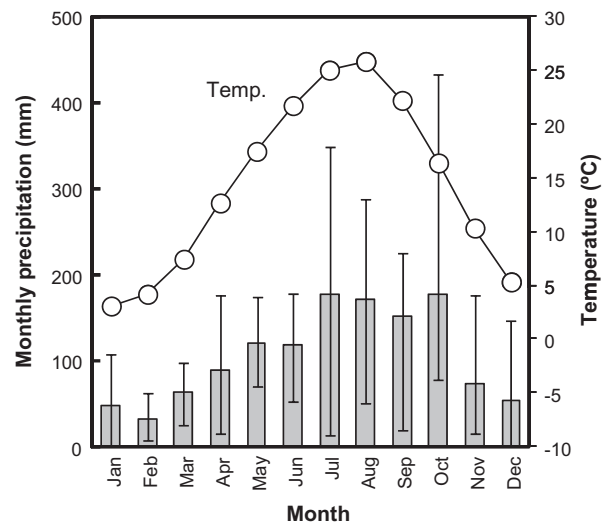 500
400
300
200
100
0
Monthly precipitation (mm)
Temp.
30
25
20
15
10
5
0
-5
-10
Temperature (ºC)
Jan
Feb
Mar
Apr
May
Jun
Jul
Aug
Sep
Oct
Nov
Dec
Month